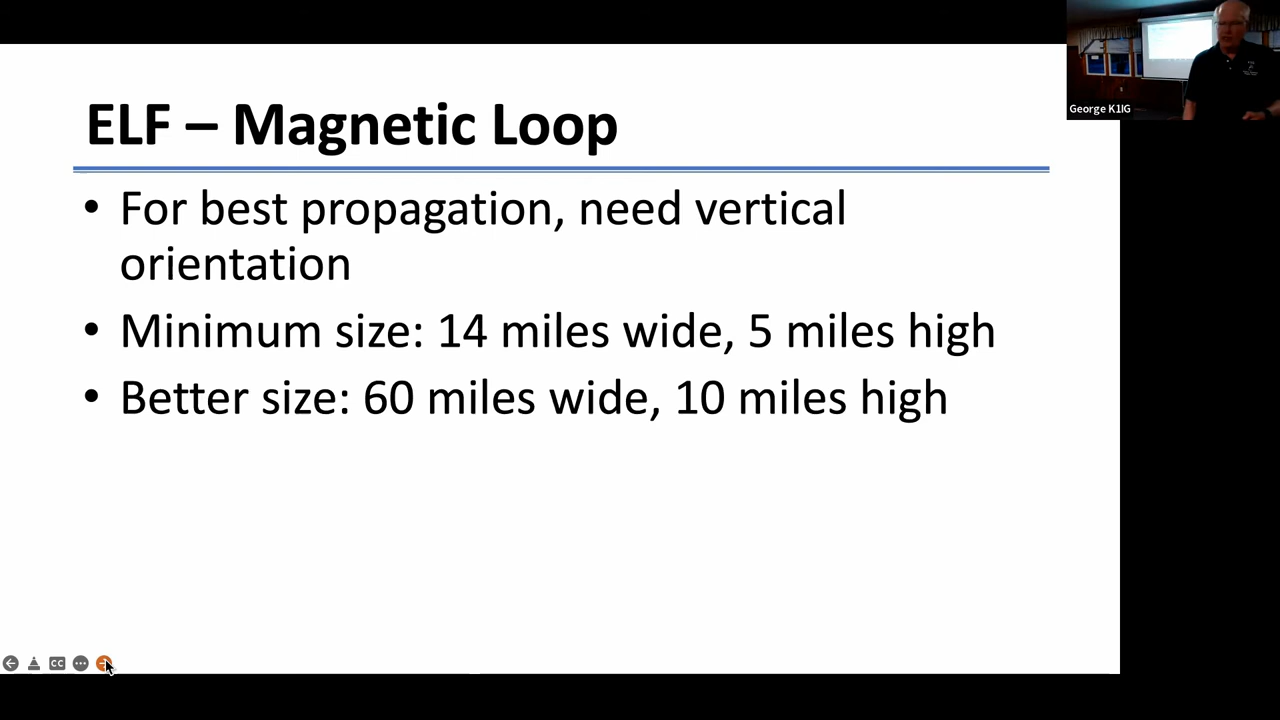 ELF – Magnetic Loop
• For best propagation, need vertical
orientation
• Minimum size: 14 miles wide, 5 miles high
• Better size: 60 miles wide, 10 miles high
George K1IG
CC